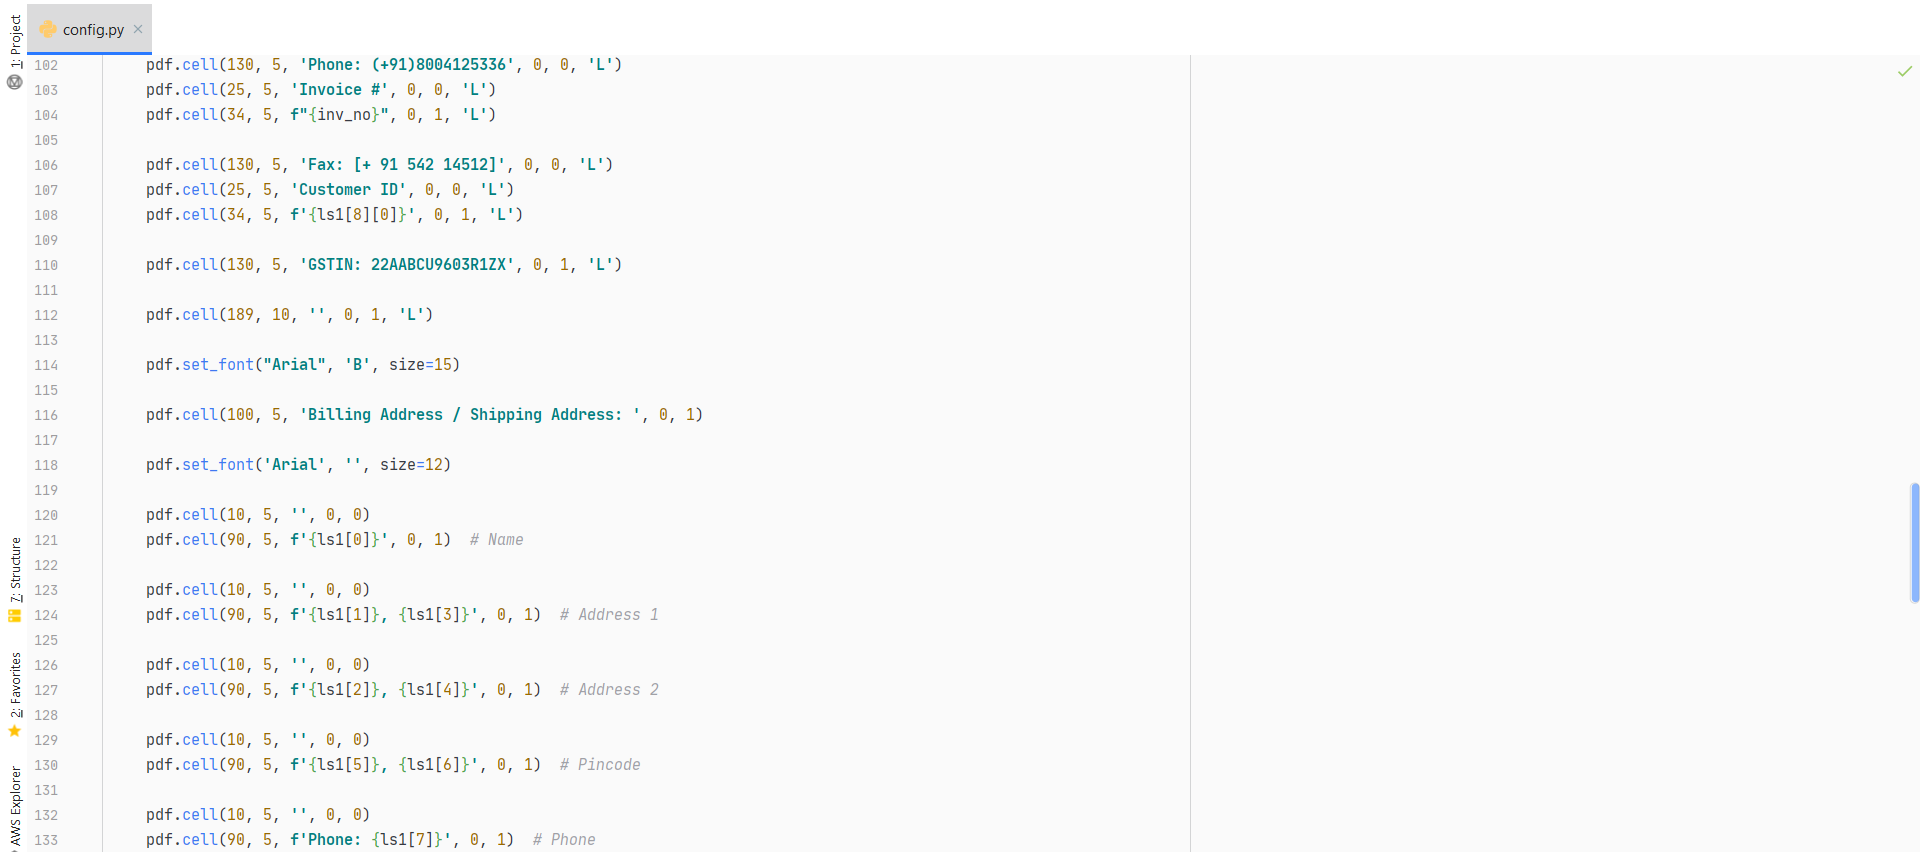 config.py
1: Project
7: Structure
2: Favorites
AWS Explorer
102 pdf.cell(130, 5, 'Phone: (+91)8004125336', 0, 0, 'L')
103 pdf.cell(25, 5, 'Invoice #', 0, 0, 'L')
104 pdf.cell(34, 5, f"{inv_no}", 0, 1, 'L')
105
106 pdf.cell(130, 5, 'Fax: [+ 91 542 14512]', 0, 0, 'L')
107 pdf.cell(25, 5, 'Customer ID', 0, 0, 'L')
108 pdf.cell(34, 5, f'{ls1[8][0]}', 0, 1, 'L')
109
110 pdf.cell(130, 5, 'GSTIN: 22AABCU9603R1ZX', 0, 1, 'L')
111
112 pdf.cell(189, 10, '', 0, 1, 'L')
113
114 pdf.set_font("Arial", 'B', size=15)
115
116 pdf.cell(100, 5, 'Billing Address / Shipping Address: ', 0, 1)
117
118 pdf.set_font('Arial', '', size=12)
119
120 pdf.cell(10, 5, '', 0, 0)
121 pdf.cell(90, 5, f'{ls1[0]}', 0, 1)  # Name
122
123 pdf.cell(10, 5, '', 0, 0)
124 pdf.cell(90, 5, f'{ls1[1]}, {ls1[3]}', 0, 1)  # Address 1
125
126 pdf.cell(10, 5, '', 0, 0)
127 pdf.cell(90, 5, f'{ls1[2]}, {ls1[4]}', 0, 1)  # Address 2
128
129 pdf.cell(10, 5, '', 0, 0)
130 pdf.cell(90, 5, f'{ls1[5]}, {ls1[6]}', 0, 1)  # Pincode
131
132 pdf.cell(10, 5, '', 0, 0)
133 pdf.cell(90, 5, f'Phone: {ls1[7]}', 0, 1)  # Phone